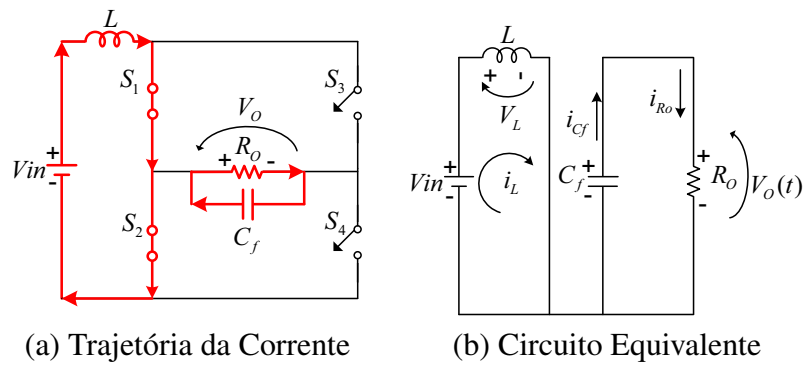 L
S1
S3
VO
RO
+ -
+
Vin
-
S2
Cf
S4
(a) Trajetória da Corrente
L
+ -
VL
iCf
iRo
+
Vin
-
iL
Cf
+
-
+
RO
-
VO(t)
(b) Circuito Equivalente